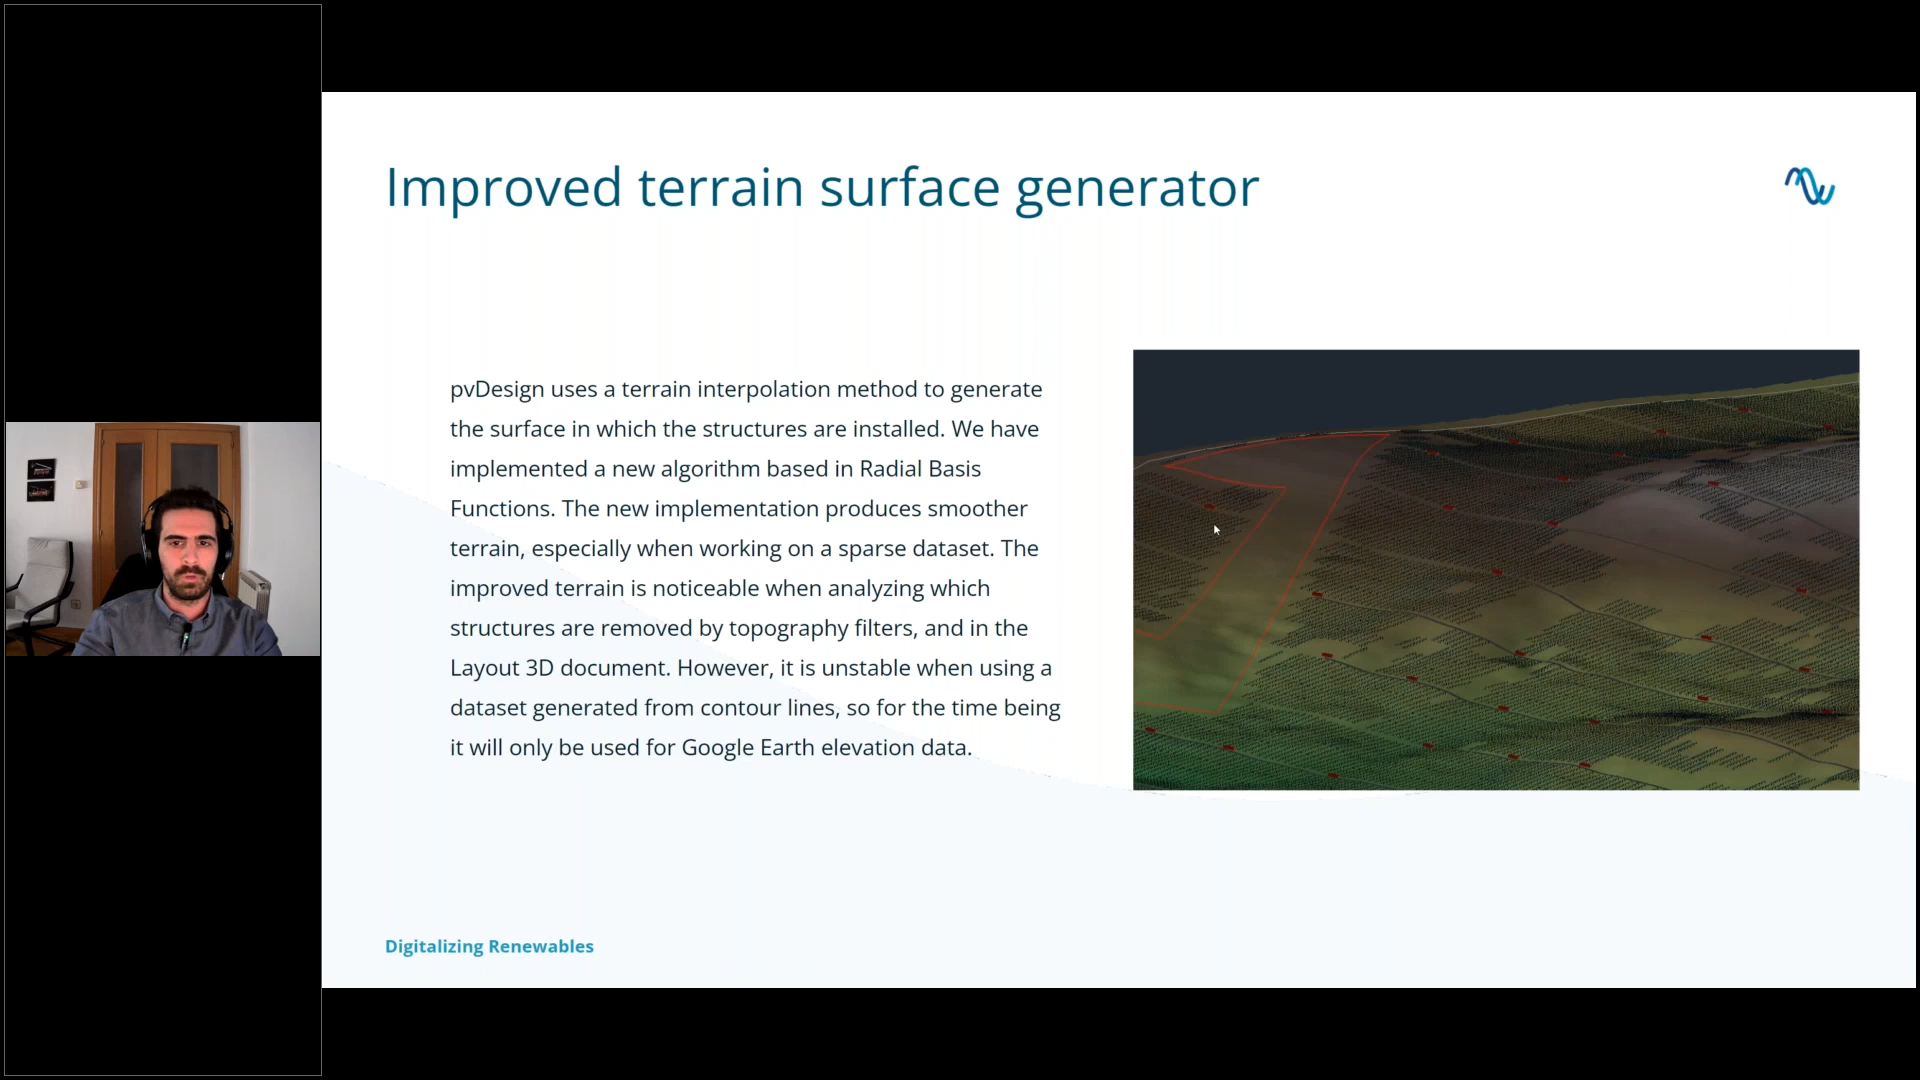 Improved terrain surface generator
pvDesign uses a terrain interpolation method to generate
the surface in which the structures are installed. We have
implemented a new algorithm based in Radial Basis
Functions. The new implementation produces smoother
terrain, especially when working on a sparse dataset. The
improved terrain is noticeable when analyzing which
structures are removed by topography filters, and in the
Layout 3D document. However, it is unstable when using a
dataset generated from contour lines, so for the time being
it will only be used for Google Earth elevation data.
Digitalizing Renewables